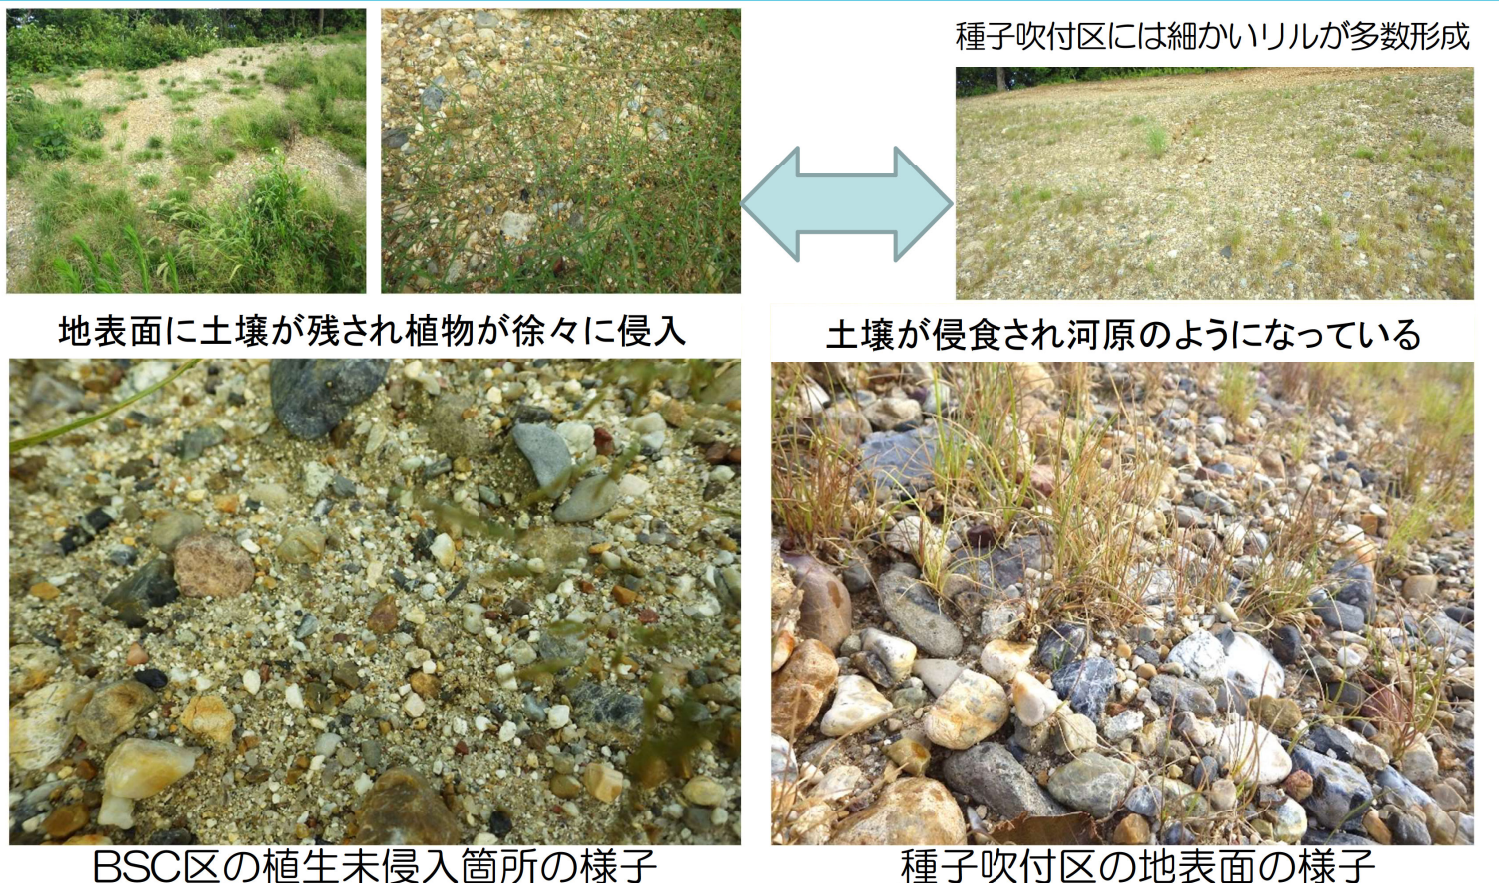 種子吹付区には細かいリルが多数形成
地表面に土壌が残され植物が徐々に侵入
土壌が侵食され河原のようになっている
BSC区の植生未侵入箇所の様子
種子吹付区の地表面の様子